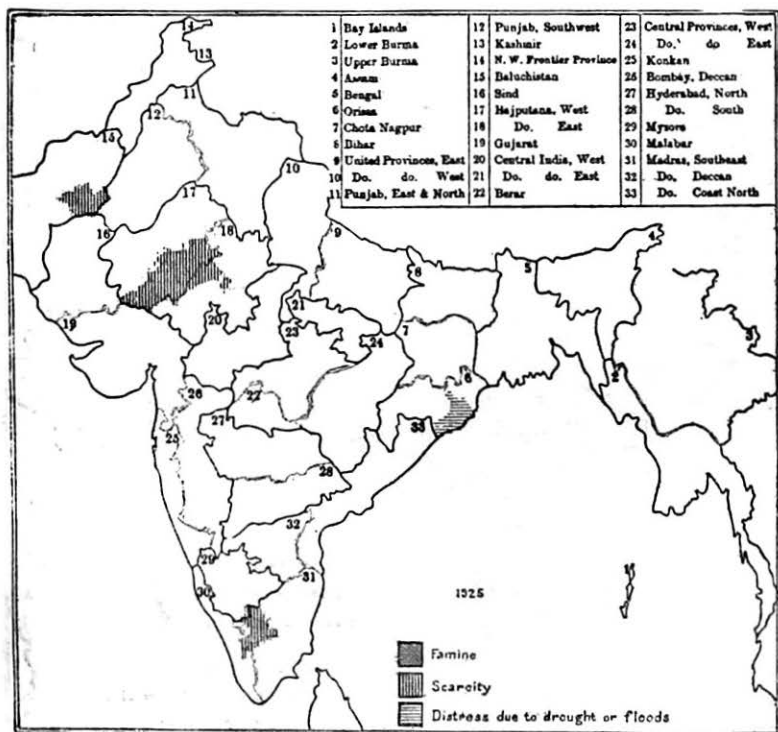 1 Bay Islands
2 Lower Burma
3 Upper Burma
4 Assam
5 Bengal
6 Orissa
7 Chota Nagpur
8 Bihar
9 United Provinces, East
10 Do. do. West
11 Punjab, East & North
12 Punjab, Southwest
13 Kashmir
14 N. W. Frontier Province
15 Baluchistan
16 Sind
17 Rajputana, West
18 Do. East
19 Gujarat
20 Central India, West
21 Do. do. East
22 Berar
23 Central Provinces, West
24 Do. do East
25 Konkan
26 Bombay, Deccan
27 Hyderabad, North
28 Do. South
29 Mysore
30 Malabar
31 Madras, Southeast
32 Do. Deccan
33 Do. Coast North
14
13
11
12
15
10
17
16
18
9
4
8
5
21
19
20
23
7
24
3
2
6
26
22
27
25
33
28
32
29
31
30
1
1925
Famine
Scarcity
Distress due to drought or floods